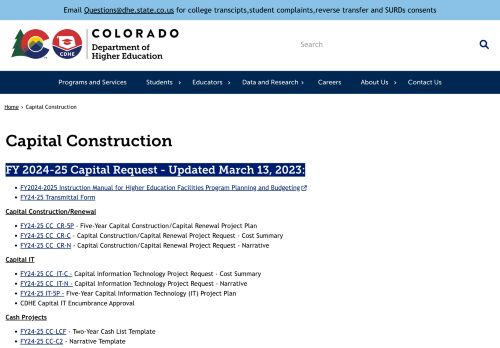 Email Questions@dhe.state.co.us for college transcipts,student complaints,reverse transfer and SURDs consents
COLORADO
Department of
Higher Education
CDHE
Search
Programs and Services Students Educators Data and Research Careers About Us Contact Us
Home › Capital Construction
Capital Construction
FY 2024-25 Capital Request - Updated March 13, 2023:
FY2024-2025 Instruction Manual for Higher Education Facilities Program Planning and Budgeting
FY24-25 Transmittal Form
Capital Construction/Renewal
FY24-25 CC_CR-5P - Five-Year Capital Construction/Capital Renewal Project Plan
FY24-25 CC_CR-C - Capital Construction/Capital Renewal Project Request - Cost Summary
FY24-25 CC_CR-N - Capital Construction/Capital Renewal Project Request - Narrative
Capital IT
FY24-25 CC_IT-C - Capital Information Technology Project Request - Cost Summary
FY24-25 CC_IT-N - Capital Information Technology Project Request - Narrative
FY24-25 IT-5P - Five-Year Capital Information Technology (IT) Project Plan
CDHE Capital IT Encumbrance Approval
Cash Projects
FY24-25 CC-LCF - Two-Year Cash List Template
FY24-25 CC-C2 - Narrative Template